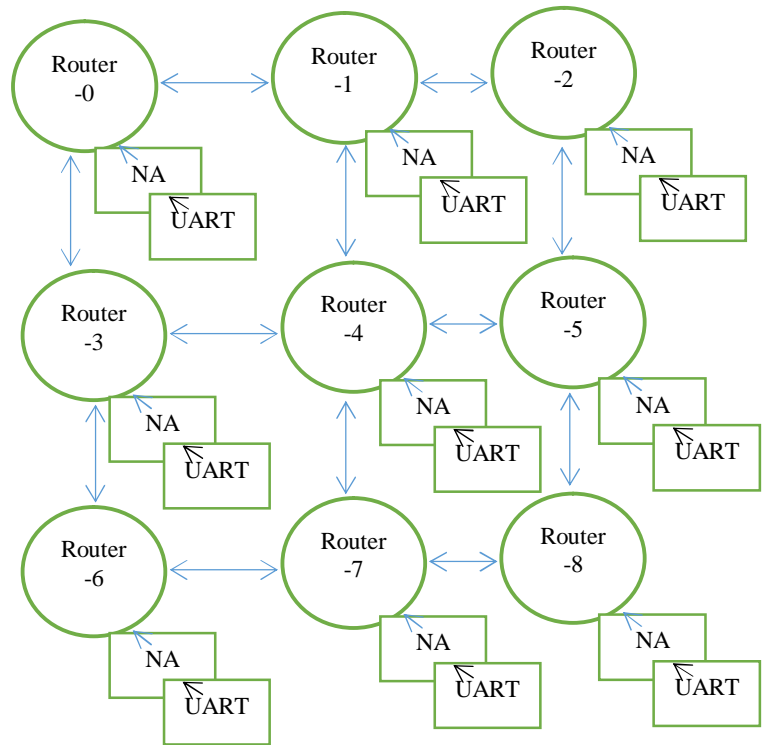 Router
-0
Router
-1
Router
-2
NA
UART
NA
UART
NA
UART
Router
-3
Router
-4
Router
-5
NA
UART
NA
UART
NA
UART
Router
-6
Router
-7
Router
-8
NA
UART
NA
UART
NA
UART